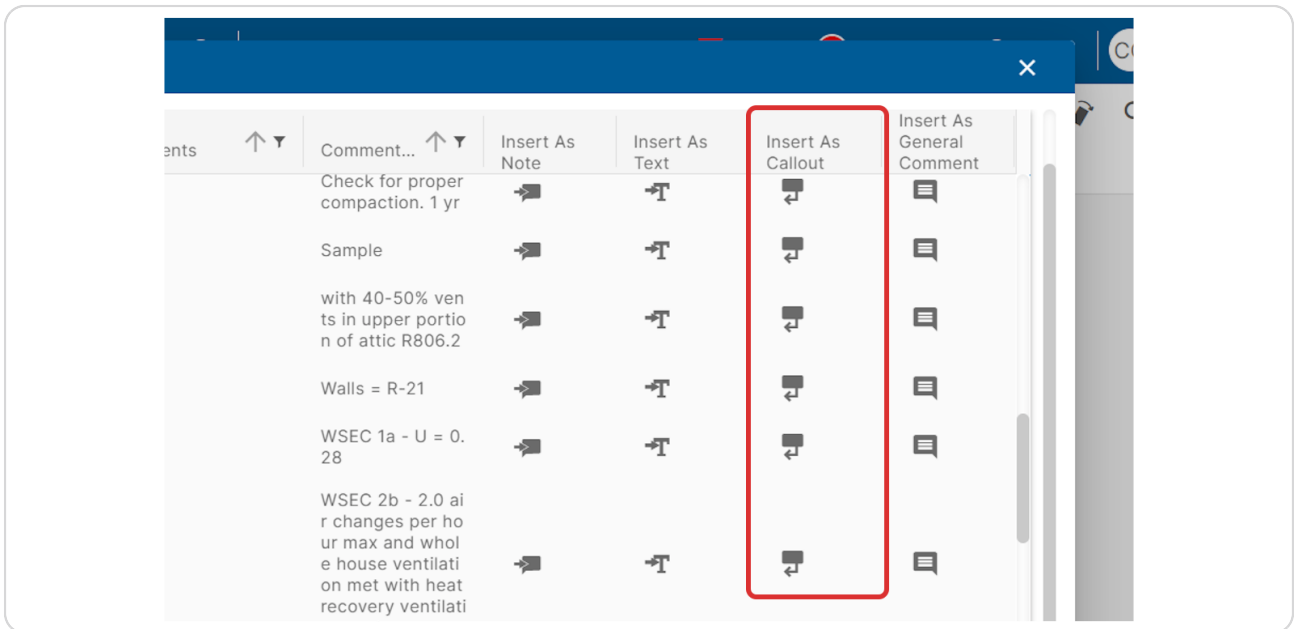 ents
Comment...
Insert As
Note
Insert As
Text
Insert As
Callout
Insert As
General
Comment
Check for proper
compaction. 1 yr
Sample
with 40-50% ven
ts in upper portio
n of attic R806.2
Walls = R-21
WSEC 1a - U = 0.
28
WSEC 2b - 2.0 ai
r changes per ho
ur max and whol
e house ventilati
on met with heat
recovery ventilati